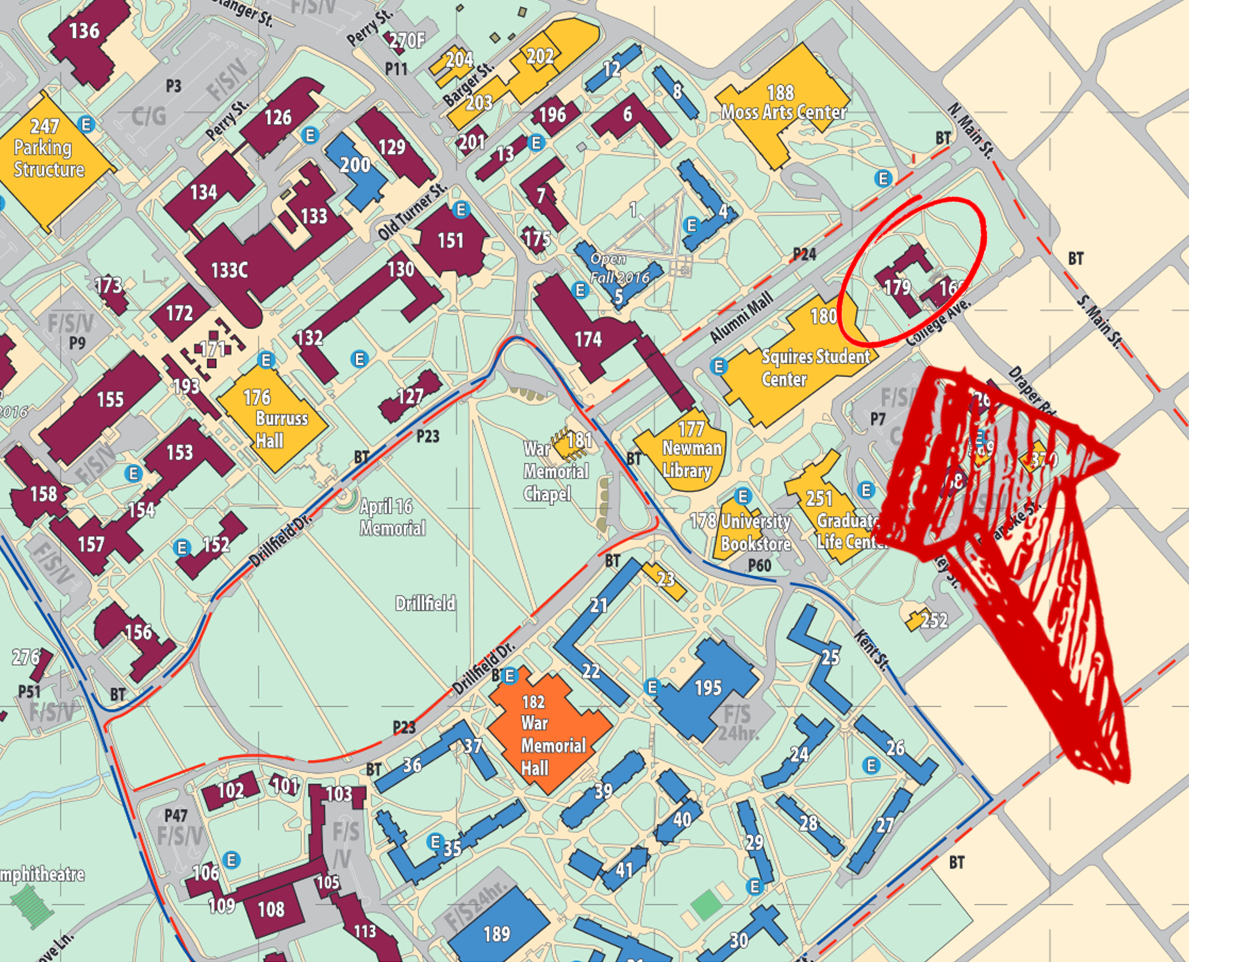 Stanger St.
F/S/V
Perry St.
136
270F
P11
204
202
Barger St.
203
12
8
188
Moss Arts Center
P3
F/S/V
C/G
Perry St.
126
E
247
Parking
Structure
E
201
196
13
E
6
129
200
134
133
7
N. Main St.
BT
E
Old Turner St.
E
151
175
1
4
E
133C
130
Open
Fall 2016
5
E
P24
179
BT
173
172
F/S/V
P9
132
171
E
E
174
Alumni Mall
180
Squires Student
Center
E
College Ave.
S. Main St.
193
155
176
Burruss
Hall
127
P23
BT
2016
F/S/V
153
E
158
154
157
152
E
F/S/V
April 16
Memorial
Drillfield Dr.
War
Memorial
Chapel
181
BT
177
Newman
Library
P7
Draper Rd.
E
251
Graduate
Life Center
E
178
University
Bookstore
P60
Drillfield
BT
23
21
22
252
156
276
P51
F/S/V
BT
Drillfield Dr.
E
182
War
Memorial
Hall
E
195
F/S
24hr.
25
Kent St.
P23
BT
37
36
24
26
E
102
101
103
P47
F/S/V
F/S
/V
39
40
35
E
41
29
28
27
E
BT
mphitheatre
106
E
109
108
105
113
F/S24hr.
189
30